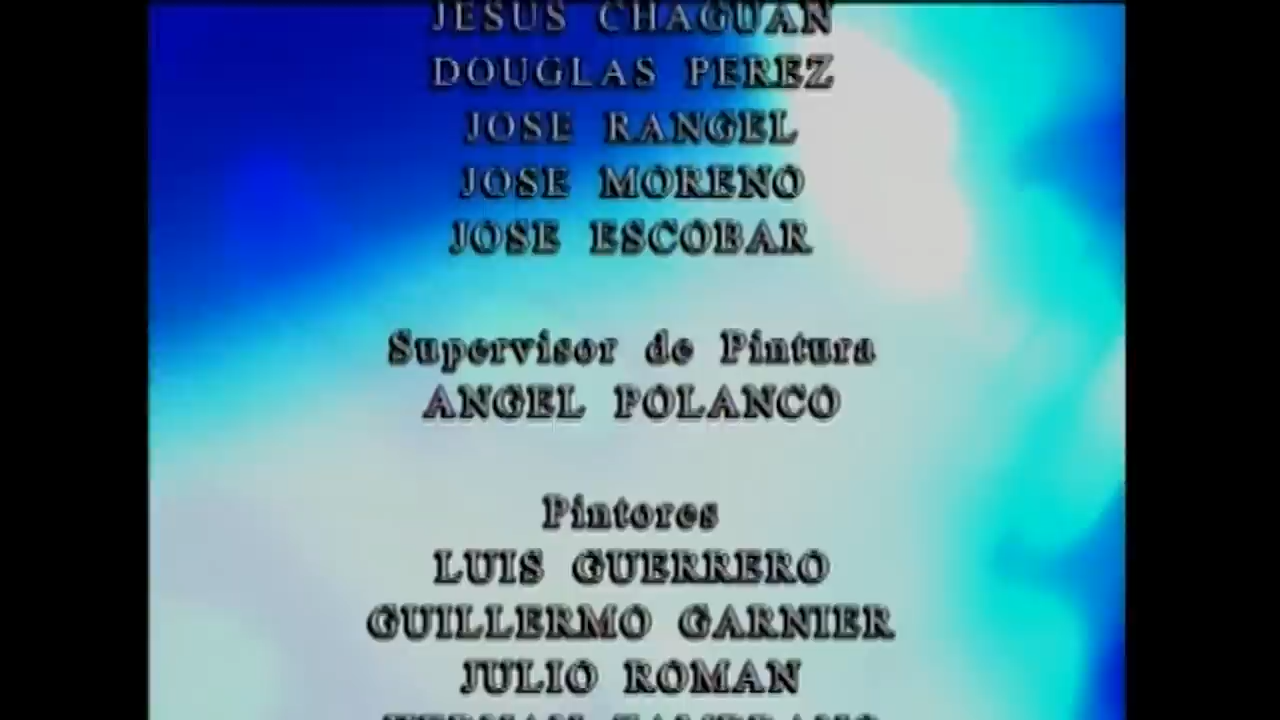 JESUS CHAGUAN
DOUGLAS PEREZ
JOSE RANGEL
JOSE MORENO
JOSE ESCOBAR
Supervisor de Pintura
ANGEL POLANCO
Pintores
LUIS GUERRERO
GUILLERMO GARNIER
JULIO ROMAN